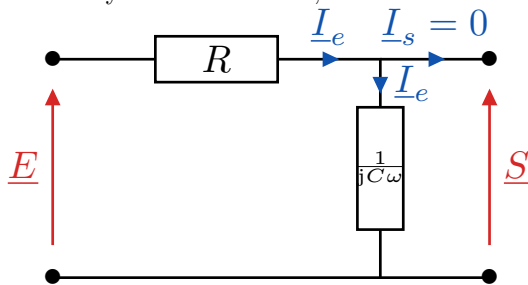 I_e I_s = 0
R
I_e
E
1/jCω
S